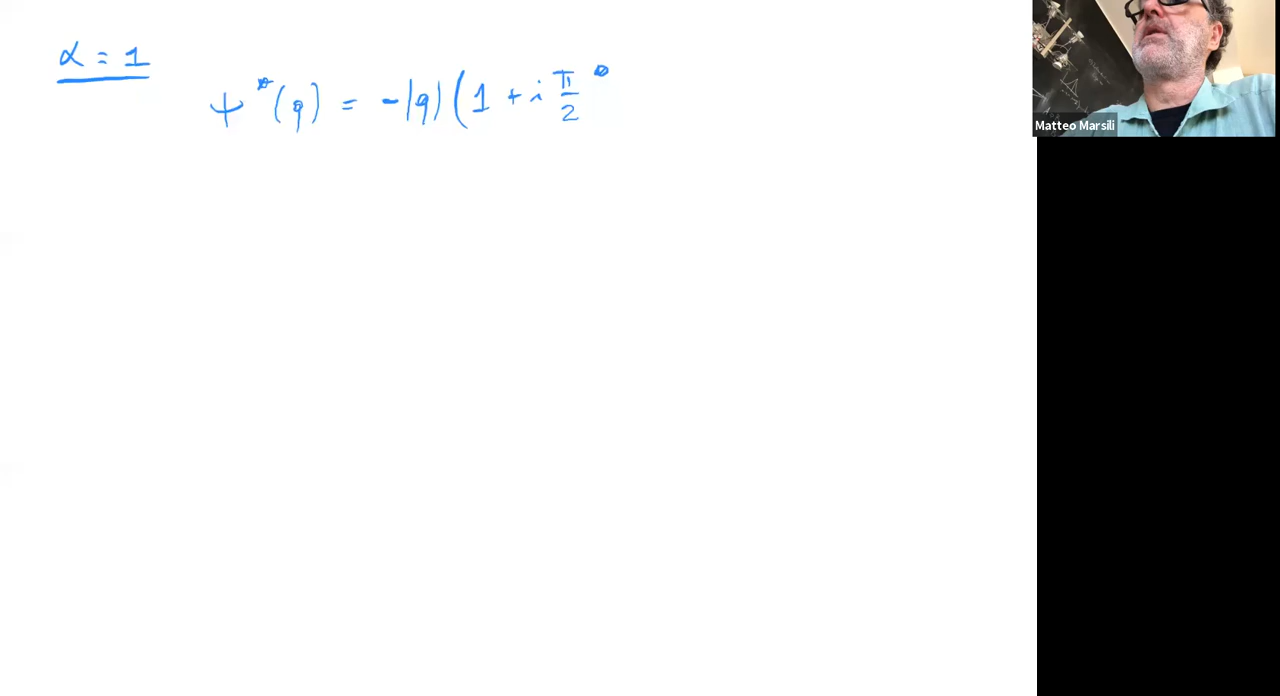 α = 1
ψ*(q) = -|q| (1 + i π/2
Matteo Marsili